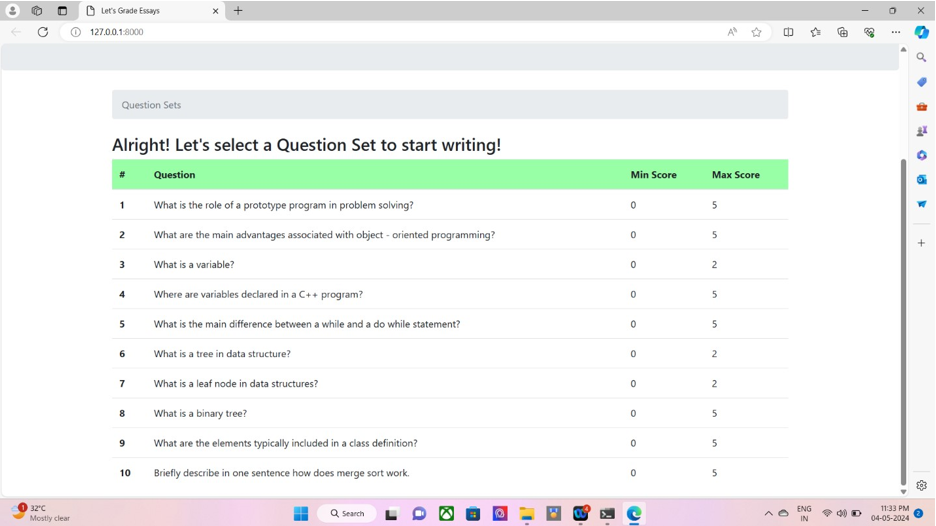 Let's Grade Essays
127.0.0.1:8000
Question Sets
Alright! Let's select a Question Set to start writing!
# Question Min Score Max Score
1 What is the role of a prototype program in problem solving? 0 5
2 What are the main advantages associated with object - oriented programming? 0 5
3 What is a variable? 0 2
4 Where are variables declared in a C++ program? 0 5
5 What is the main difference between a while and a do while statement? 0 5
6 What is a tree in data structure? 0 2
7 What is a leaf node in data structures? 0 2
8 What is a binary tree? 0 5
9 What are the elements typically included in a class definition? 0 5
10 Briefly describe in one sentence how does merge sort work. 0 5
1 32°C
Mostly clear
Search
4
ENG
IN
11:33 PM
04-05-2024
2